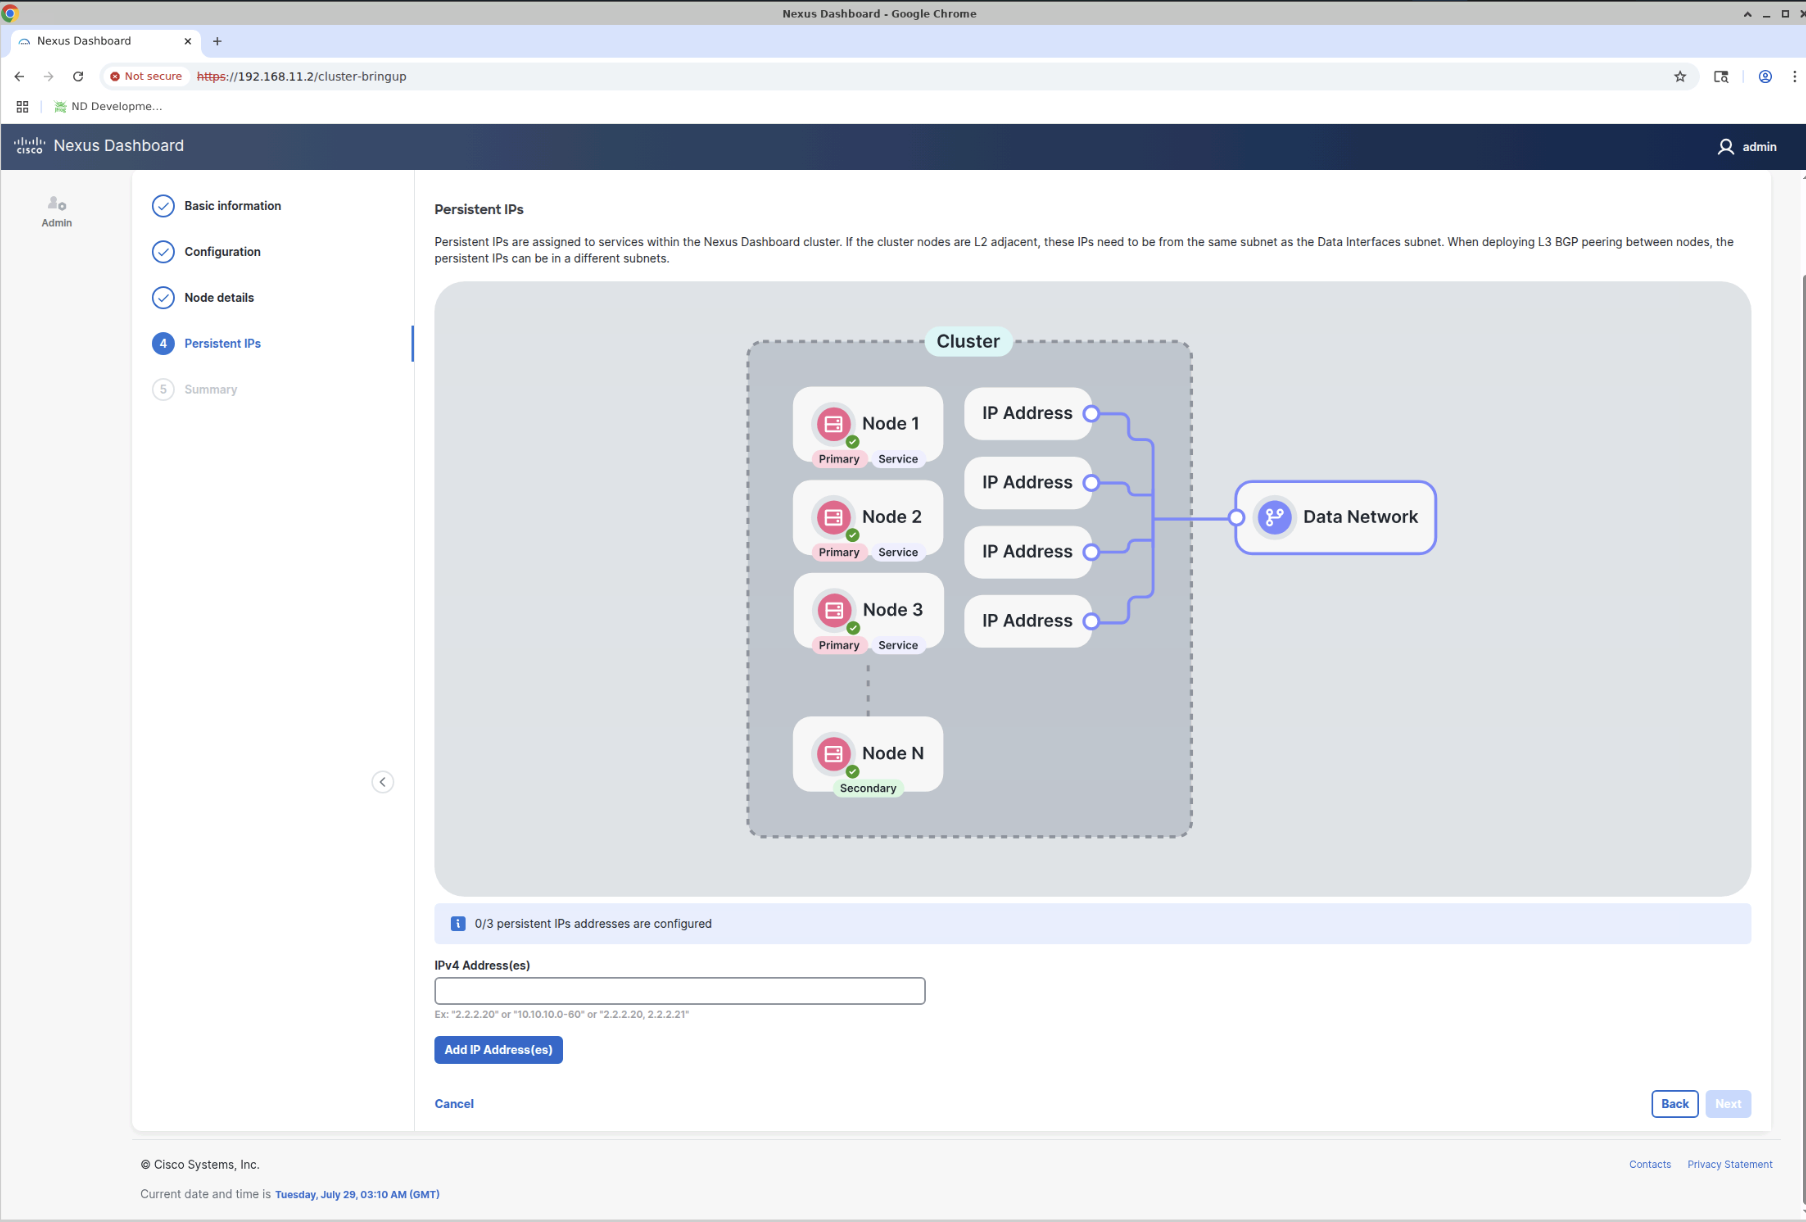 Nexus Dashboard - Google Chrome
Nexus Dashboard
Not secure
https://192.168.11.2/cluster-bringup
ND Developme...
CISCO
Nexus Dashboard
admin
Admin
Basic information
Configuration
Node details
4 Persistent IPs
5 Summary
Persistent IPs
Persistent IPs are assigned to services within the Nexus Dashboard cluster. If the cluster nodes are L2 adjacent, these IPs need to be from the same subnet as the Data Interfaces subnet. When deploying L3 BGP peering between nodes, the
persistent IPs can be in a different subnets.
Cluster
Node 1
Primary Service
Node 2
Primary Service
Node 3
Primary Service
Node N
Secondary
IP Address
IP Address
IP Address
IP Address
Data Network
0/3 persistent IPs addresses are configured
IPv4 Address(es)
Ex: "2.2.2.20" or "10.10.10.0-60" or "2.2.2.20, 2.2.2.21"
Add IP Address(es)
Cancel
Back
Next
© Cisco Systems, Inc.
Contacts
Privacy Statement
Current date and time is Tuesday, July 29, 03:10 AM (GMT)